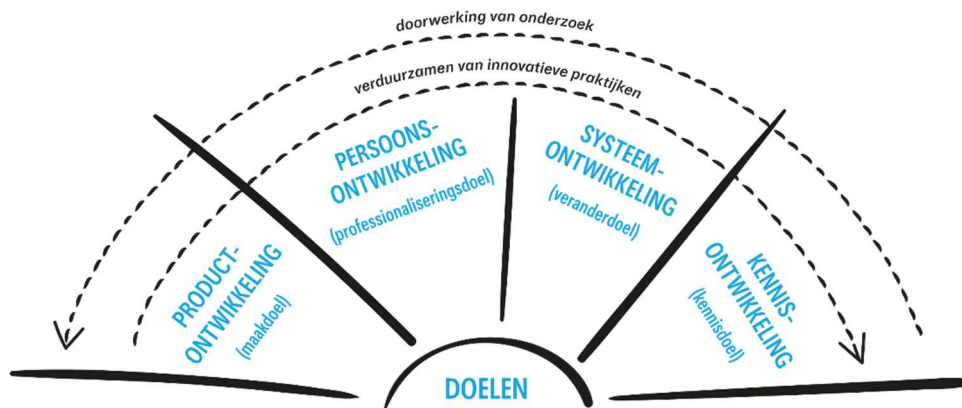 doorwerking van onderzoek
verduurzamen van innovatieve praktijken
PRODUCT-
ONTWIKKELING
(maakdoel)
PERSOONS-
ONTWIKKELING
(professionaliseringsdoel)
SYSTEEM-
ONTWIKKELING
(veranderdoel)
KENNIS-
ONTWIKKELING
(kennisdoel)
DOELEN